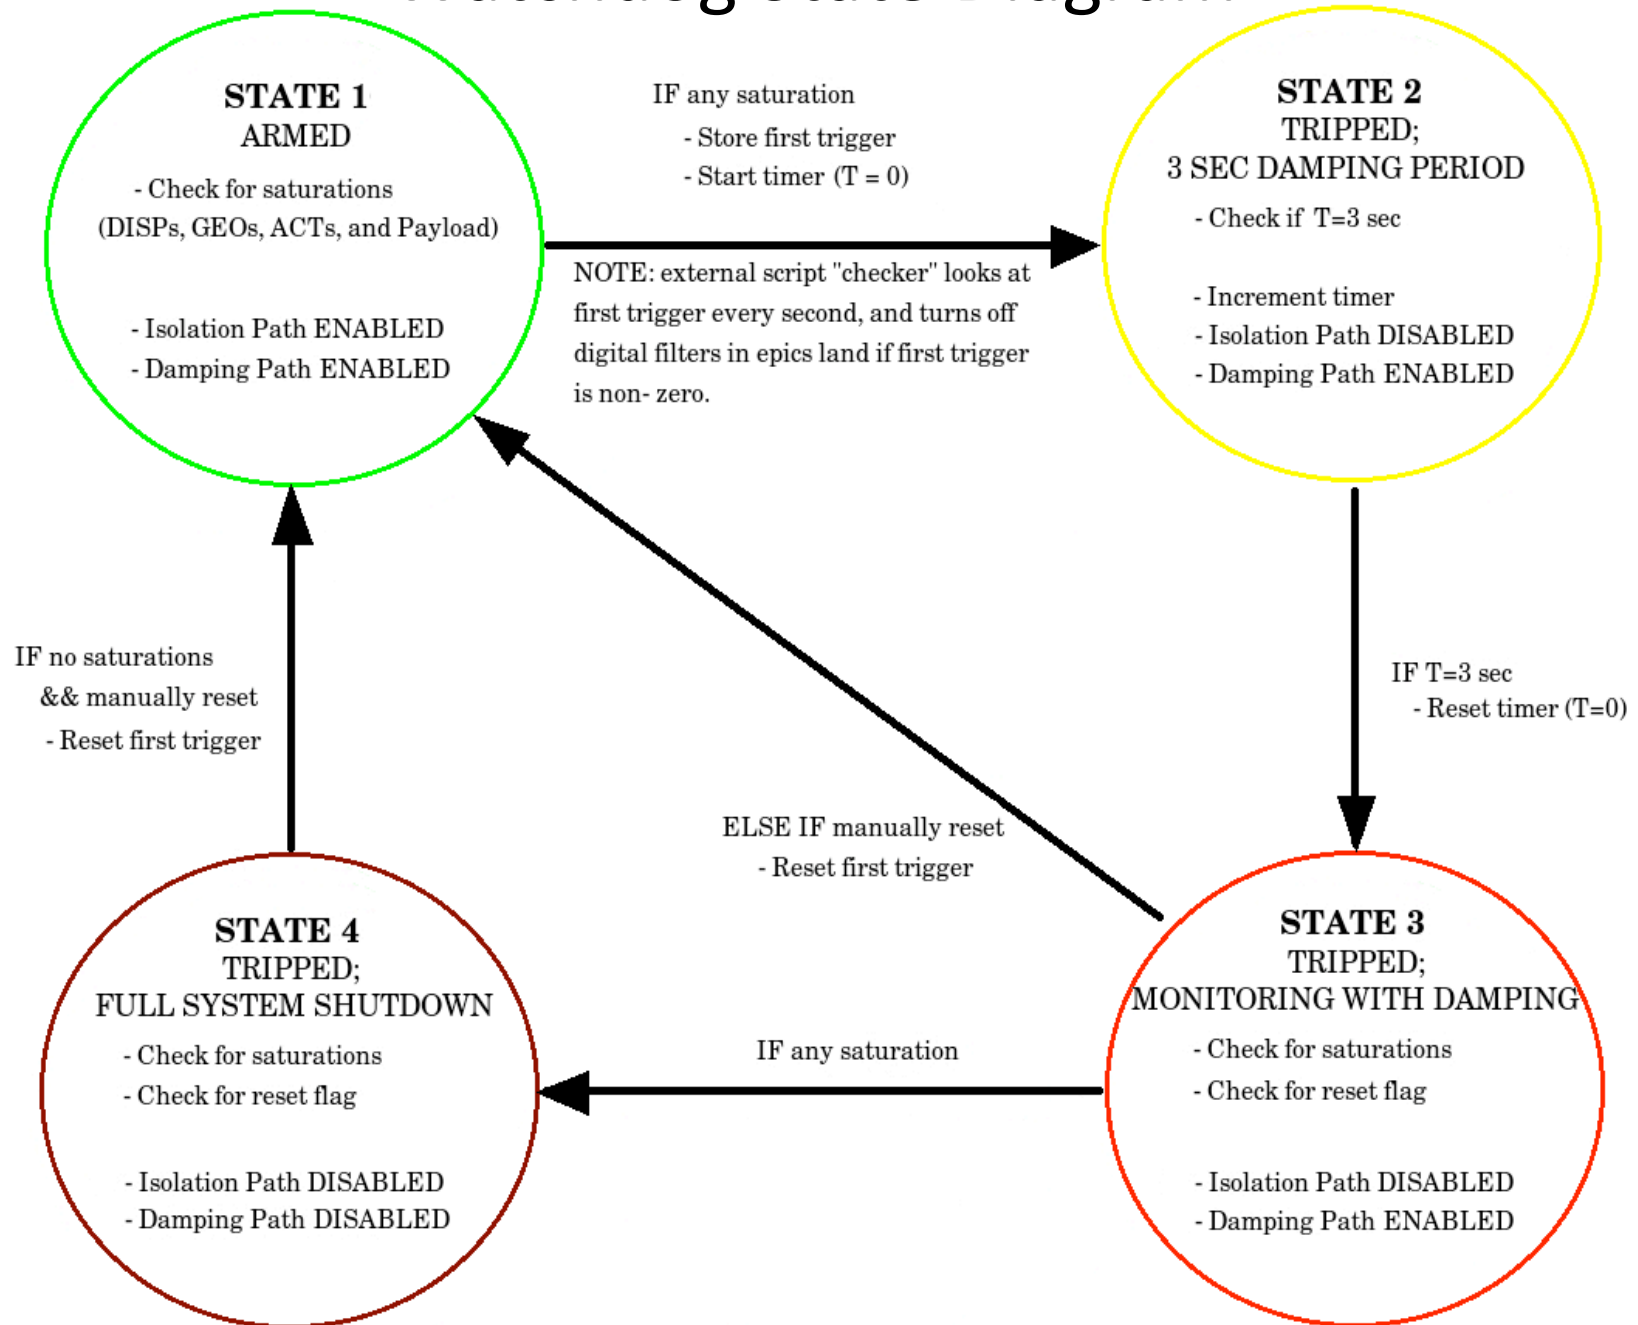 STATE 1
ARMED
- Check for saturations
(DISPs, GEOs, ACTs, and Payload)
- Isolation Path ENABLED
- Damping Path ENABLED
IF any saturation
- Store first trigger
- Start timer (T = 0)
NOTE: external script "checker" looks at
first trigger every second, and turns off
digital filters in epics land if first trigger
is non- zero.
STATE 2
TRIPPED;
3 SEC DAMPING PERIOD
- Check if T=3 sec
- Increment timer
- Isolation Path DISABLED
- Damping Path ENABLED
IF no saturations
&& manually reset
- Reset first trigger
ELSE IF manually reset
- Reset first trigger
IF T=3 sec
- Reset timer (T=0)
STATE 4
TRIPPED;
FULL SYSTEM SHUTDOWN
- Check for saturations
- Check for reset flag
- Isolation Path DISABLED
- Damping Path DISABLED
IF any saturation
STATE 3
TRIPPED;
MONITORING WITH DAMPING
- Check for saturations
- Check for reset flag
- Isolation Path DISABLED
- Damping Path ENABLED